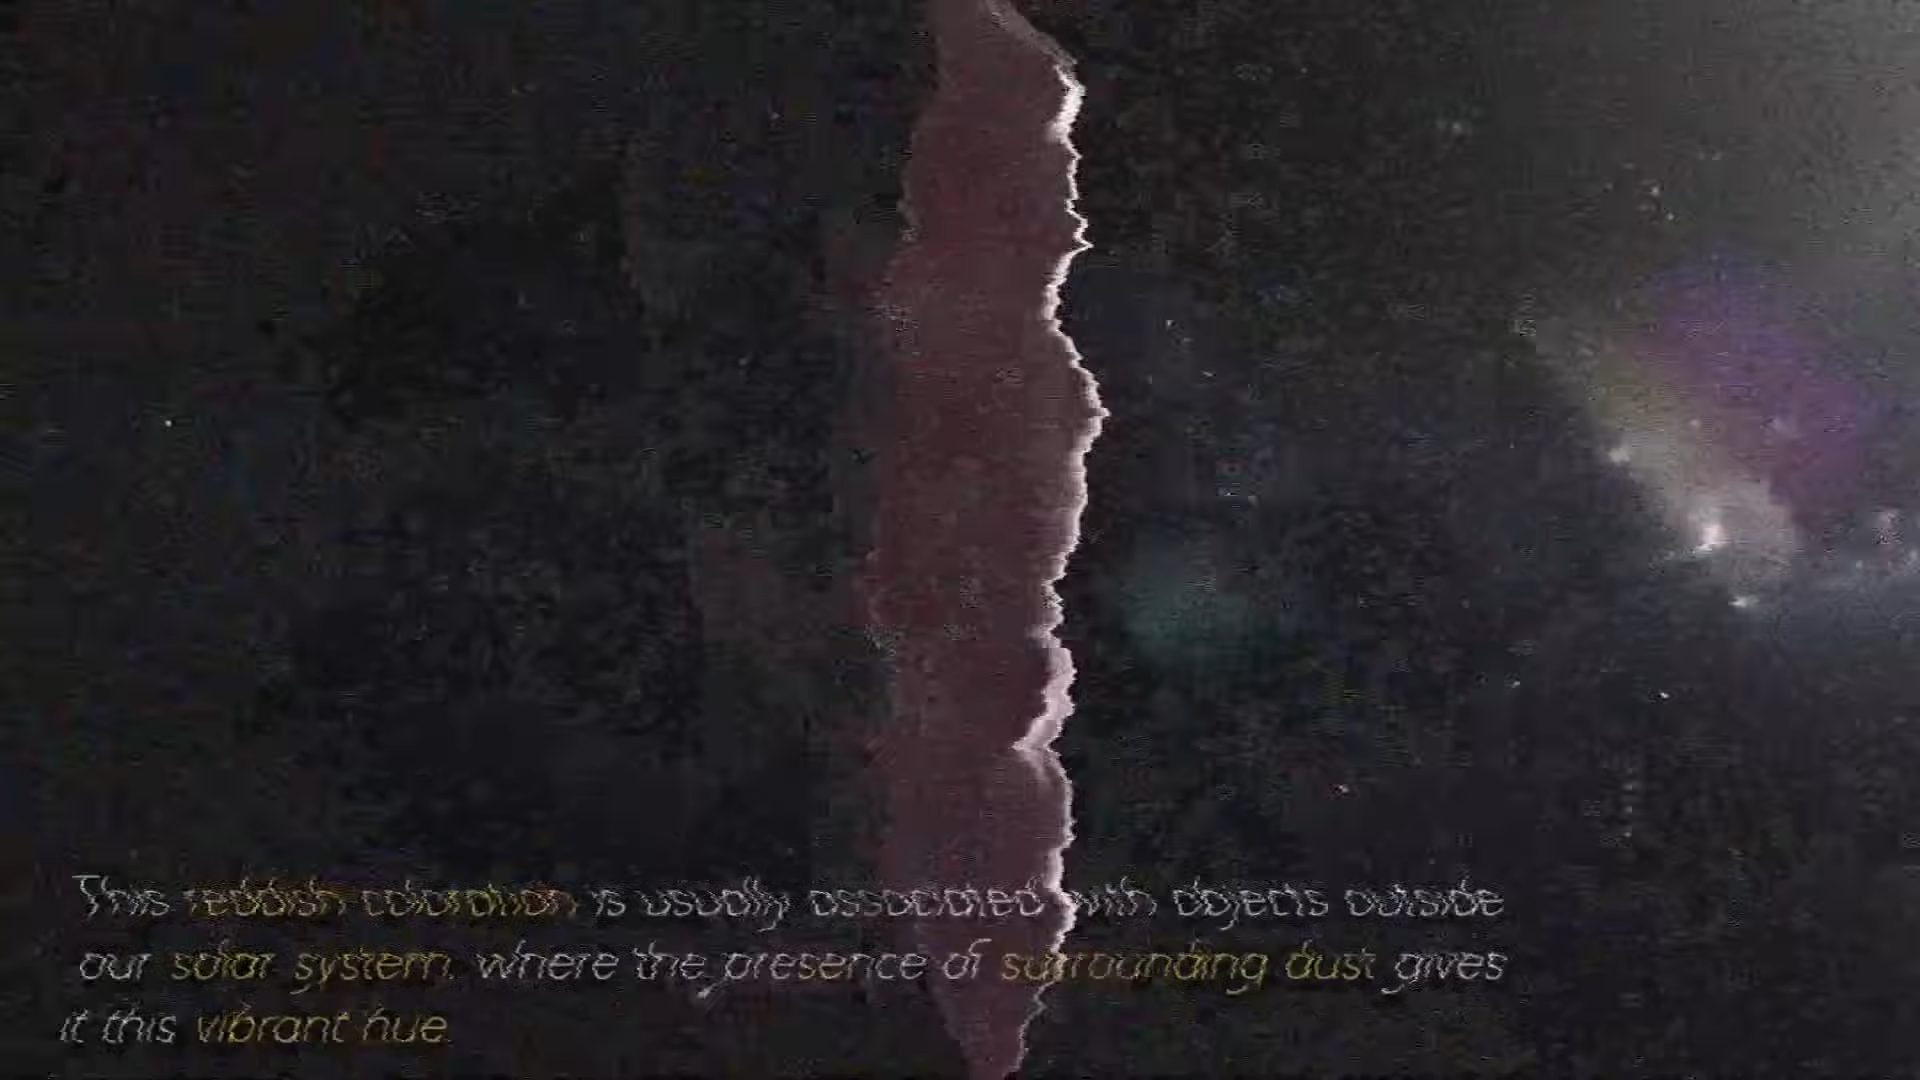 This reddish coloration is usually associated with objects outside
our solar system, where the presence of surrounding dust gives
it this vibrant hue.